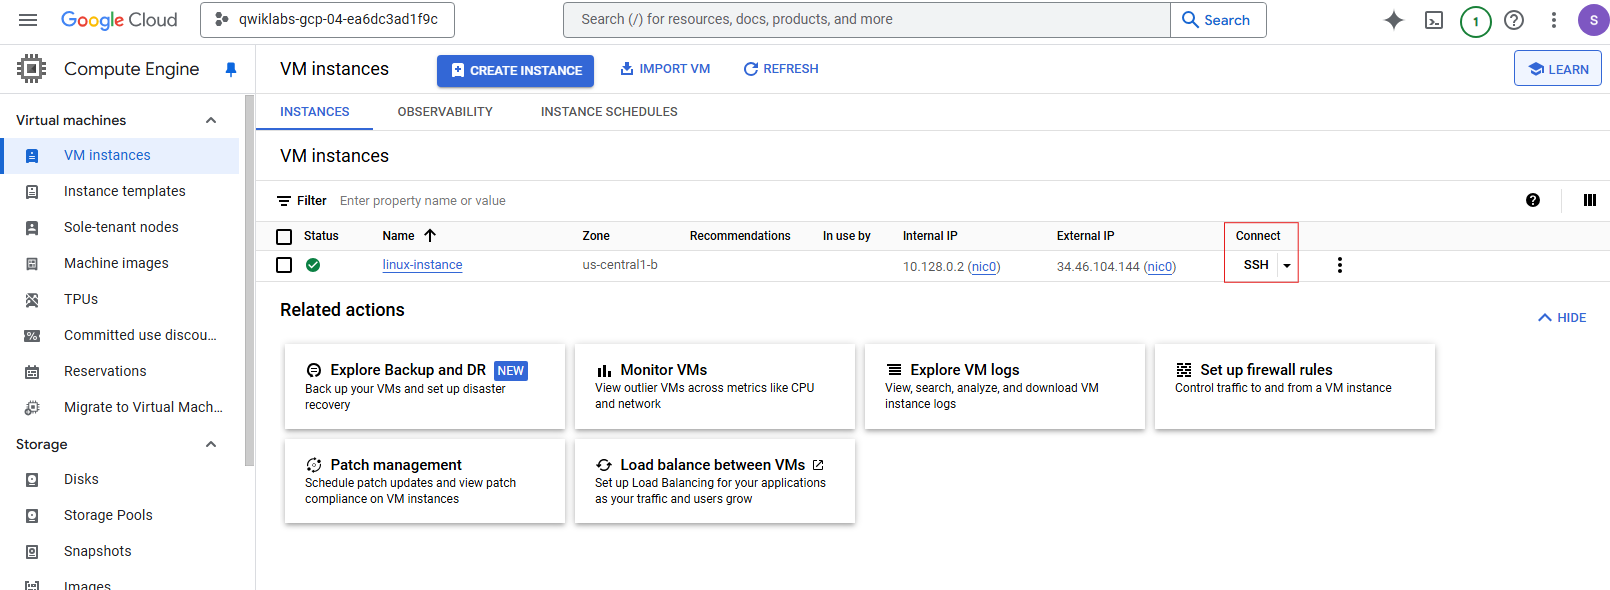 Google Cloud
qwiklabs-gcp-04-ea6dc3ad1f9c
Search (/) for resources, docs, products, and more
Search
1
S
Compute Engine
VM instances
CREATE INSTANCE
IMPORT VM
REFRESH
LEARN
Virtual machines
VM instances
Instance templates
Sole-tenant nodes
Machine images
TPUs
Committed use discou...
Reservations
Migrate to Virtual Mach...
Storage
Disks
Storage Pools
Snapshots
Images
INSTANCES OBSERVABILITY INSTANCE SCHEDULES
VM instances
Filter Enter property name or value
Status Name Zone Recommendations In use by Internal IP External IP Connect
linux-instance us-central1-b 10.128.0.2 (nic0) 34.46.104.144 (nic0) SSH
Related actions
HIDE
Explore Backup and DR NEW
Back up your VMs and set up disaster
recovery
Monitor VMs
View outlier VMs across metrics like CPU
and network
Explore VM logs
View, search, analyze, and download VM
instance logs
Set up firewall rules
Control traffic to and from a VM instance
Patch management
Schedule patch updates and view patch
compliance on VM instances
Load balance between VMs
Set up Load Balancing for your applications
as your traffic and users grow